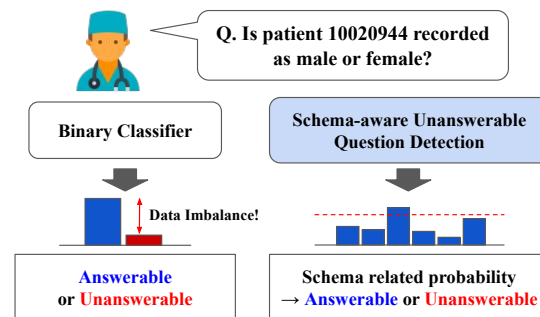 Q. Is patient 10020944 recorded
as male or female?
Binary Classifier
Schema-aware Unanswerable
Question Detection
Data Imbalance!
Answerable
or Unanswerable
Schema related probability
→ Answerable or Unanswerable